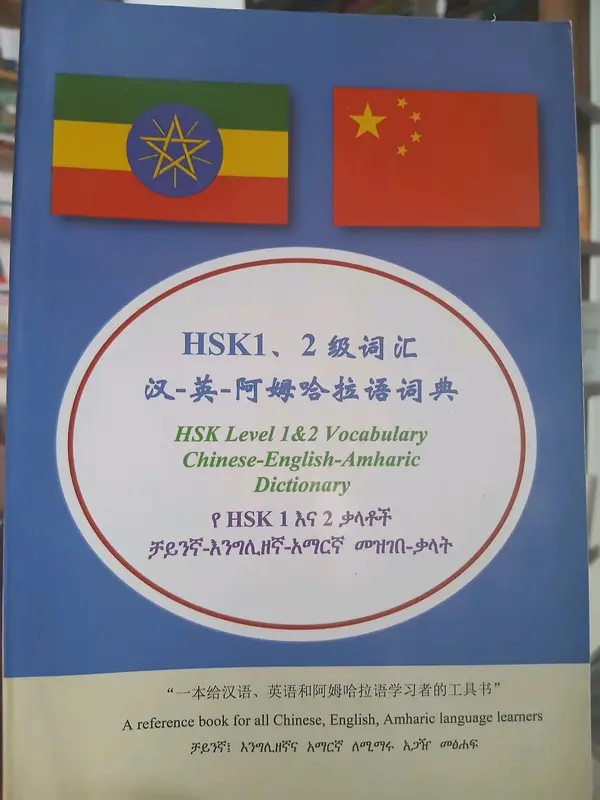 HSK1、2 级词汇
汉-英-阿姆哈拉语词典
HSK Level 1&2 Vocabulary
Chinese-English-Amharic
Dictionary
የ HSK 1 እና 2 ቃላቶች
ቻይንኛ-እንግሊዘኛ-አማርኛ መዝገበ-ቃላት
“一本给汉语、英语和阿姆哈拉语学习者的工具书”
A reference book for all Chinese, English, Amharic language learners
ቻይንኛ፤ እንግሊዘኛና አማርኛ ለሚማሩ አጋዥ መፅሐፍ